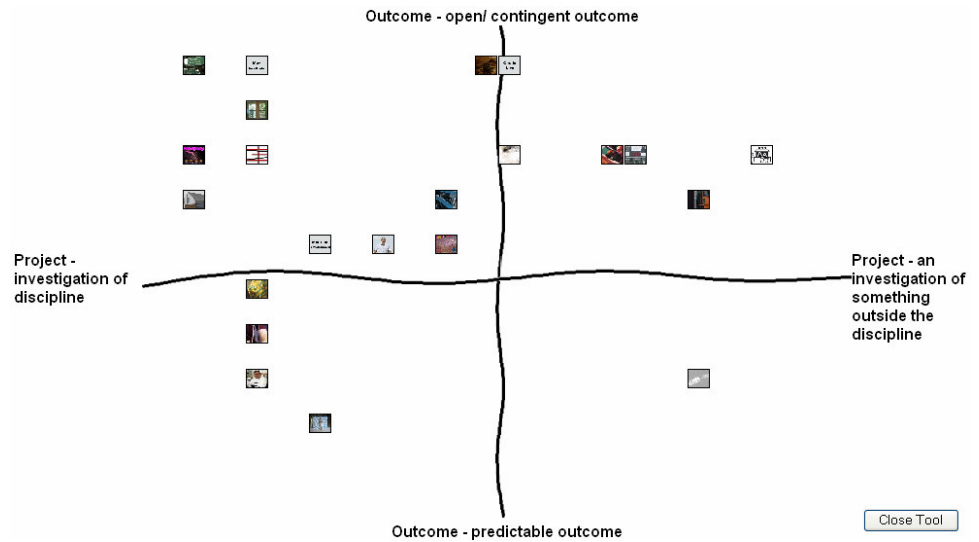 Outcome - open/ contingent outcome
Project -
investigation of
discipline
Project - an
investigation of
something
outside the
discipline
Outcome - predictable outcome
Close Tool